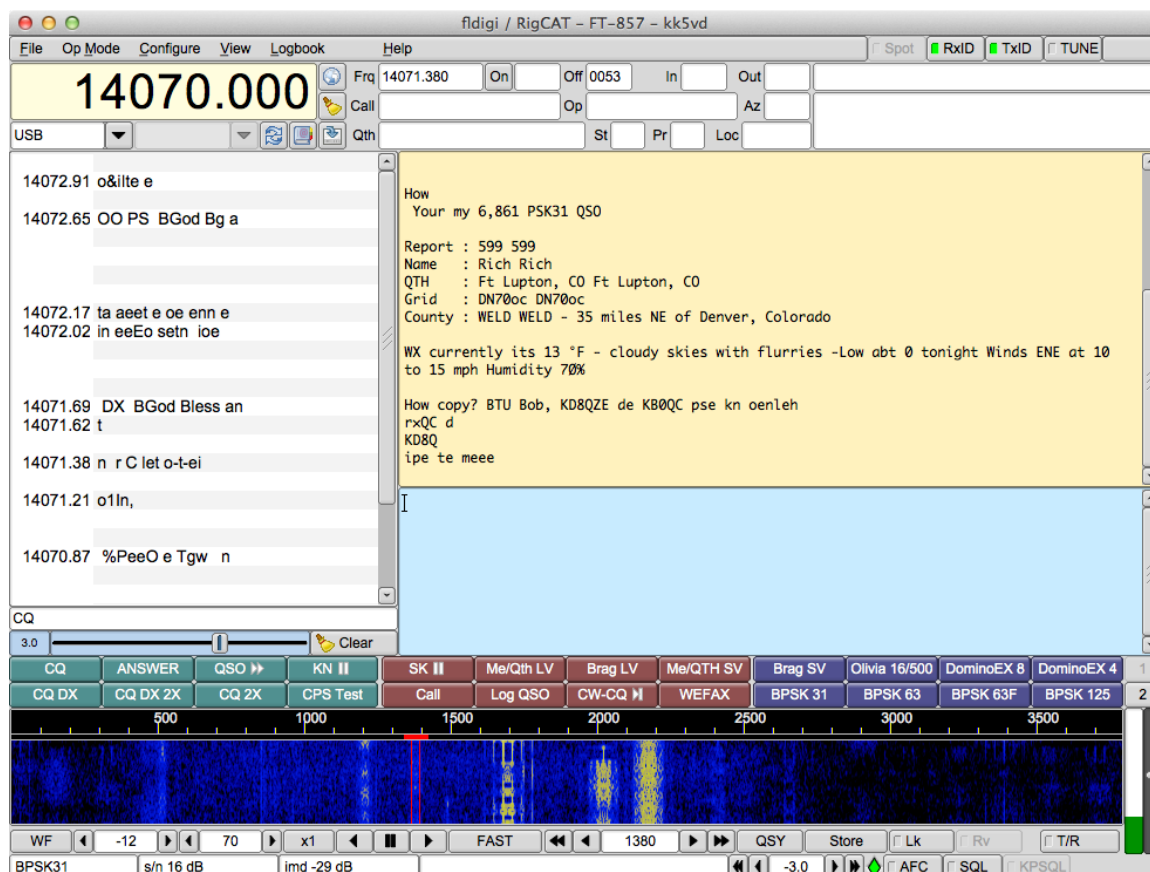 fldigi / RigCAT - FT-857 - kk5vd
File Op Mode Configure View Logbook Help Spot RxID TxID TUNE
14070.000 Frq 14071.380 On Off 0053 In Out
Call Op Az
USB Qth St Pr Loc
14072.91 o&ilte e
14072.65 OO PS BGod Bg a
14072.17 ta aeet e oe enn e
14072.02 in eeEo setn ioe
14071.69 DX BGod Bless an
14071.62 t
14071.38 n r C let o-t-ei
14071.21 o1In,
14070.87 %PeeO e Tgw n
CQ
3.0 Clear
How
Your my 6,861 PSK31 QSO
Report : 599 599
Name : Rich Rich
QTH : Ft Lupton, CO Ft Lupton, CO
Grid : DN70oc DN70oc
County : WELD WELD - 35 miles NE of Denver, Colorado
WX currently its 13 °F - cloudy skies with flurries -Low abt 0 tonight Winds ENE at 10
to 15 mph Humidity 70%
How copy? BTU Bob, KD8QZE de KB0QC pse kn oenleh
rxQC d
KD8Q
ipe te meee
CQ ANSWER QSO KN SK Me/Qth LV Brag LV Me/QTH SV Brag SV Olivia 16/500 DominoEX 8 DominoEX 4 1
CQ DX CQ DX 2X CQ 2X CPS Test Call Log QSO CW-CQ WEFAX BPSK 31 BPSK 63 BPSK 63F BPSK 125 2
500 1000 1500 2000 2500 3000 3500
WF -12 70 x1 FAST 1380 QSY Store Lk Rv T/R
BPSK31 s/n 16 dB imd -29 dB -3.0 AFC SQL KPSQL